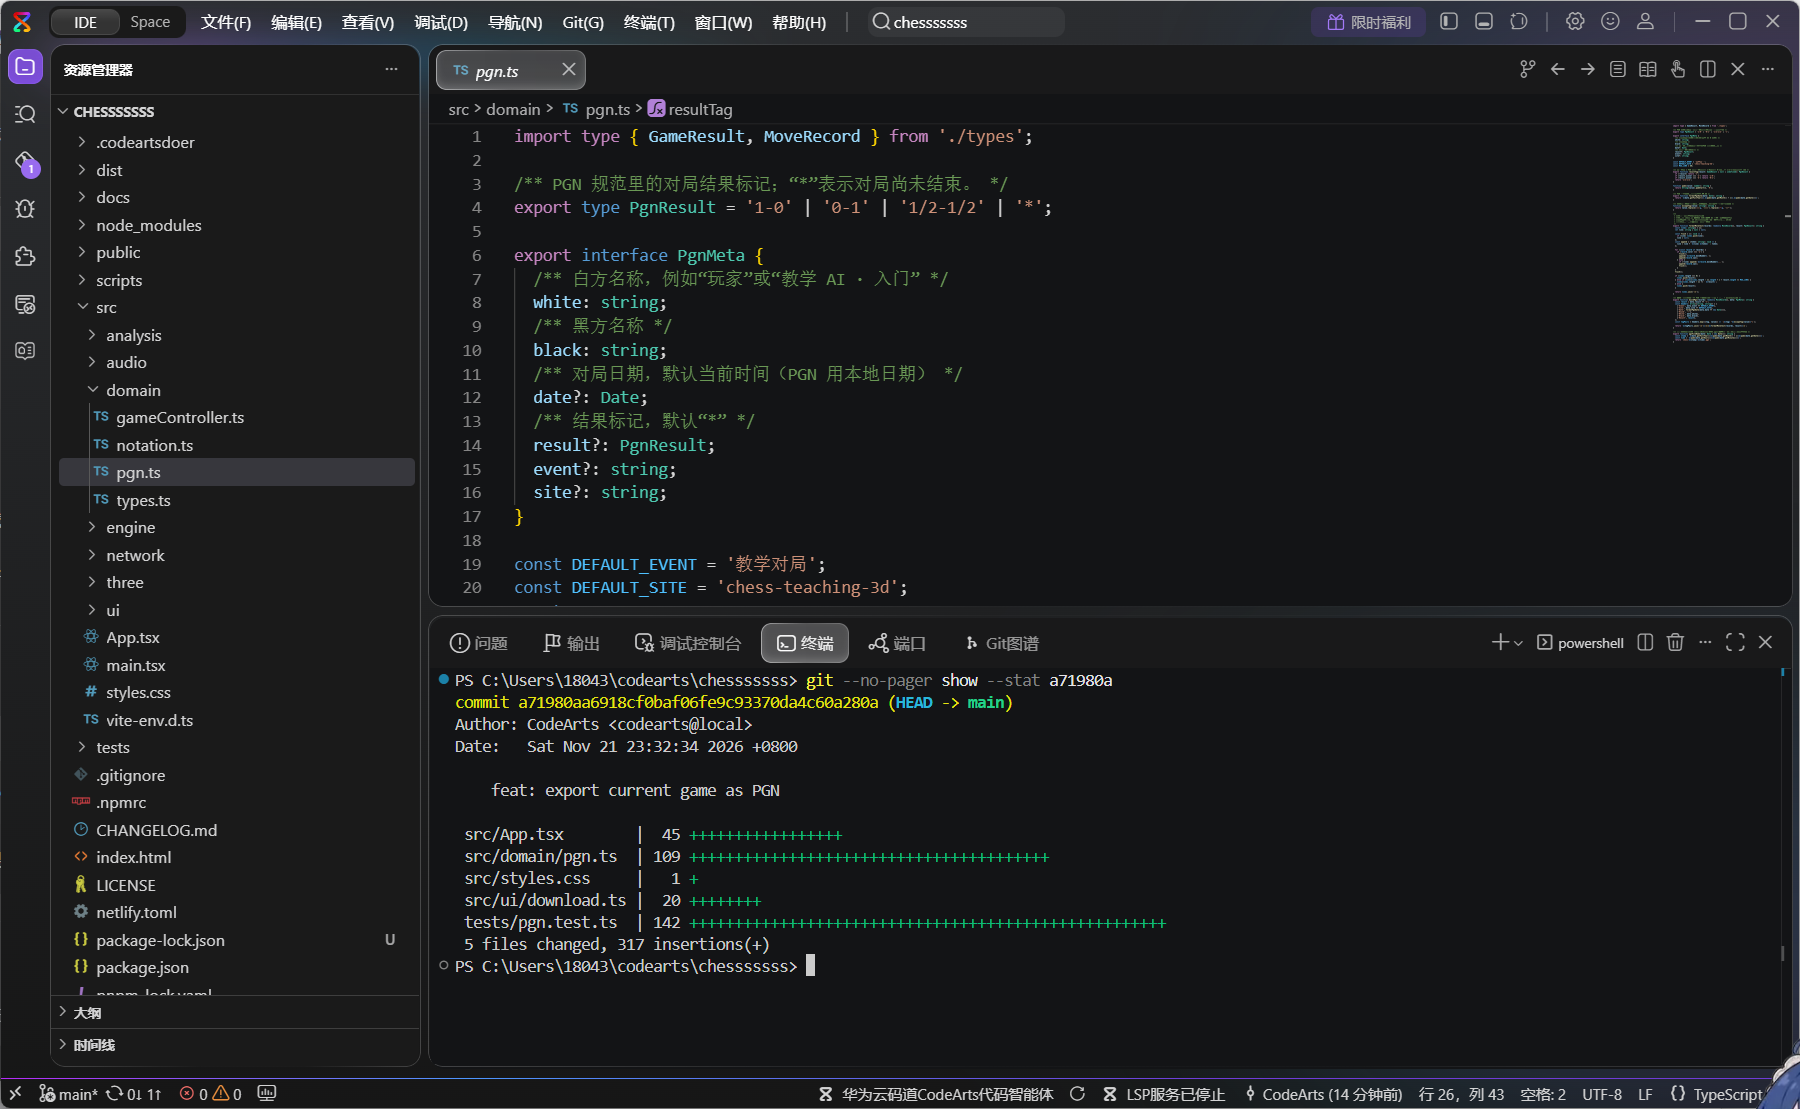 IDE Space 文件(F) 编辑(E) 查看(V) 调试(D) 导航(N) Git(G) 终端(T) 窗口(W) 帮助(H) chesssssss 限时福利
资源管理器
CHESSSSSSS
.codeartsdoer
dist
docs
node_modules
public
scripts
src
analysis
audio
domain
TS gameController.ts
TS notation.ts
TS pgn.ts
TS types.ts
engine
network
three
ui
App.tsx
main.tsx
# styles.css
TS vite-env.d.ts
tests
.gitignore
.npmrc
CHANGELOG.md
index.html
LICENSE
netlify.toml
{} package-lock.json U
{} package.json
pnpm-lock.yaml
大纲
时间线
1
TS pgn.ts
src > domain > TS pgn.ts > resultTag
1 import type { GameResult, MoveRecord } from './types';
2
3 /** PGN 规范里的对局结果标记；“*”表示对局尚未结束。 */
4 export type PgnResult = '1-0' | '0-1' | '1/2-1/2' | '*';
5
6 export interface PgnMeta {
7 /** 白方名称，例如“玩家”或“教学 AI · 入门” */
8 white: string;
9 /** 黑方名称 */
10 black: string;
11 /** 对局日期，默认当前时间（PGN 用本地日期） */
12 date?: Date;
13 /** 结果标记，默认“*” */
14 result?: PgnResult;
15 event?: string;
16 site?: string;
17 }
18
19 const DEFAULT_EVENT = '教学对局';
20 const DEFAULT_SITE = 'chess-teaching-3d';
问题 输出 调试控制台 终端 端口 Git图谱 powershell
PS C:\Users\18043\codearts\chesssssss> git --no-pager show --stat a71980a
commit a71980aa6918cf0baf06fe9c93370da4c60a280a (HEAD -> main)
Author: CodeArts <codearts@local>
Date: Sat Nov 21 23:32:34 2026 +0800
feat: export current game as PGN
src/App.tsx | 45 +++++++++++++++++
src/domain/pgn.ts | 109 ++++++++++++++++++++++++++++++++++++++++
src/styles.css | 1 +
src/ui/download.ts | 20 ++++++++
tests/pgn.test.ts | 142 +++++++++++++++++++++++++++++++++++++++++++++++++++++
5 files changed, 317 insertions(+)
PS C:\Users\18043\codearts\chesssssss>
main* 0↓ 1↑ 0 0 华为云码道CodeArts代码智能体 LSP服务已停止 CodeArts (14 分钟前) 行 26，列 43 空格: 2 UTF-8 LF {} TypeScript